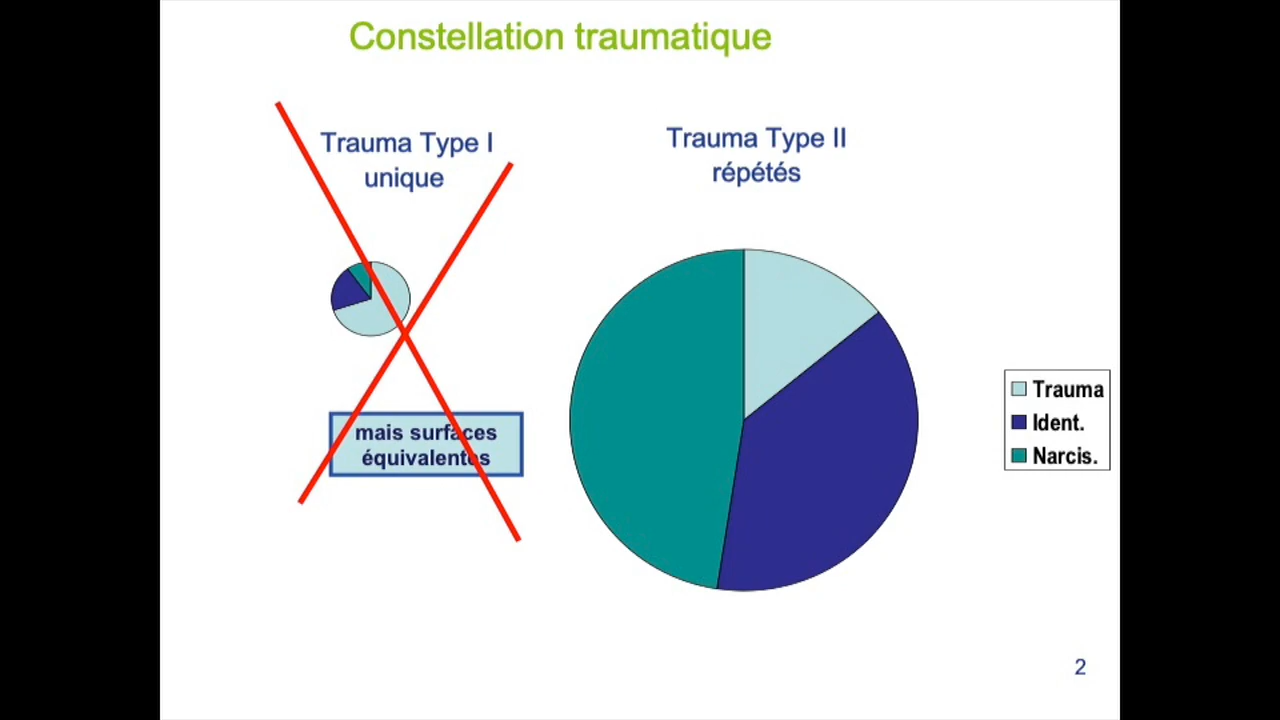 Constellation traumatique
Trauma Type I
unique
Trauma Type II
répétés
mais surfaces
équivalentes
Trauma
Ident.
Narcis.
2